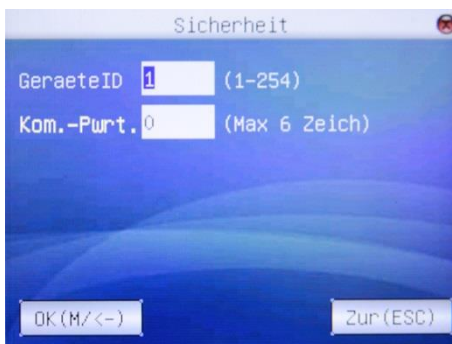 Sicherheit
GeraeteID 1 (1-254)
Kom.-Pwrt. 0 (Max 6 Zeich)
OK(M/<-) Zur(ESC)